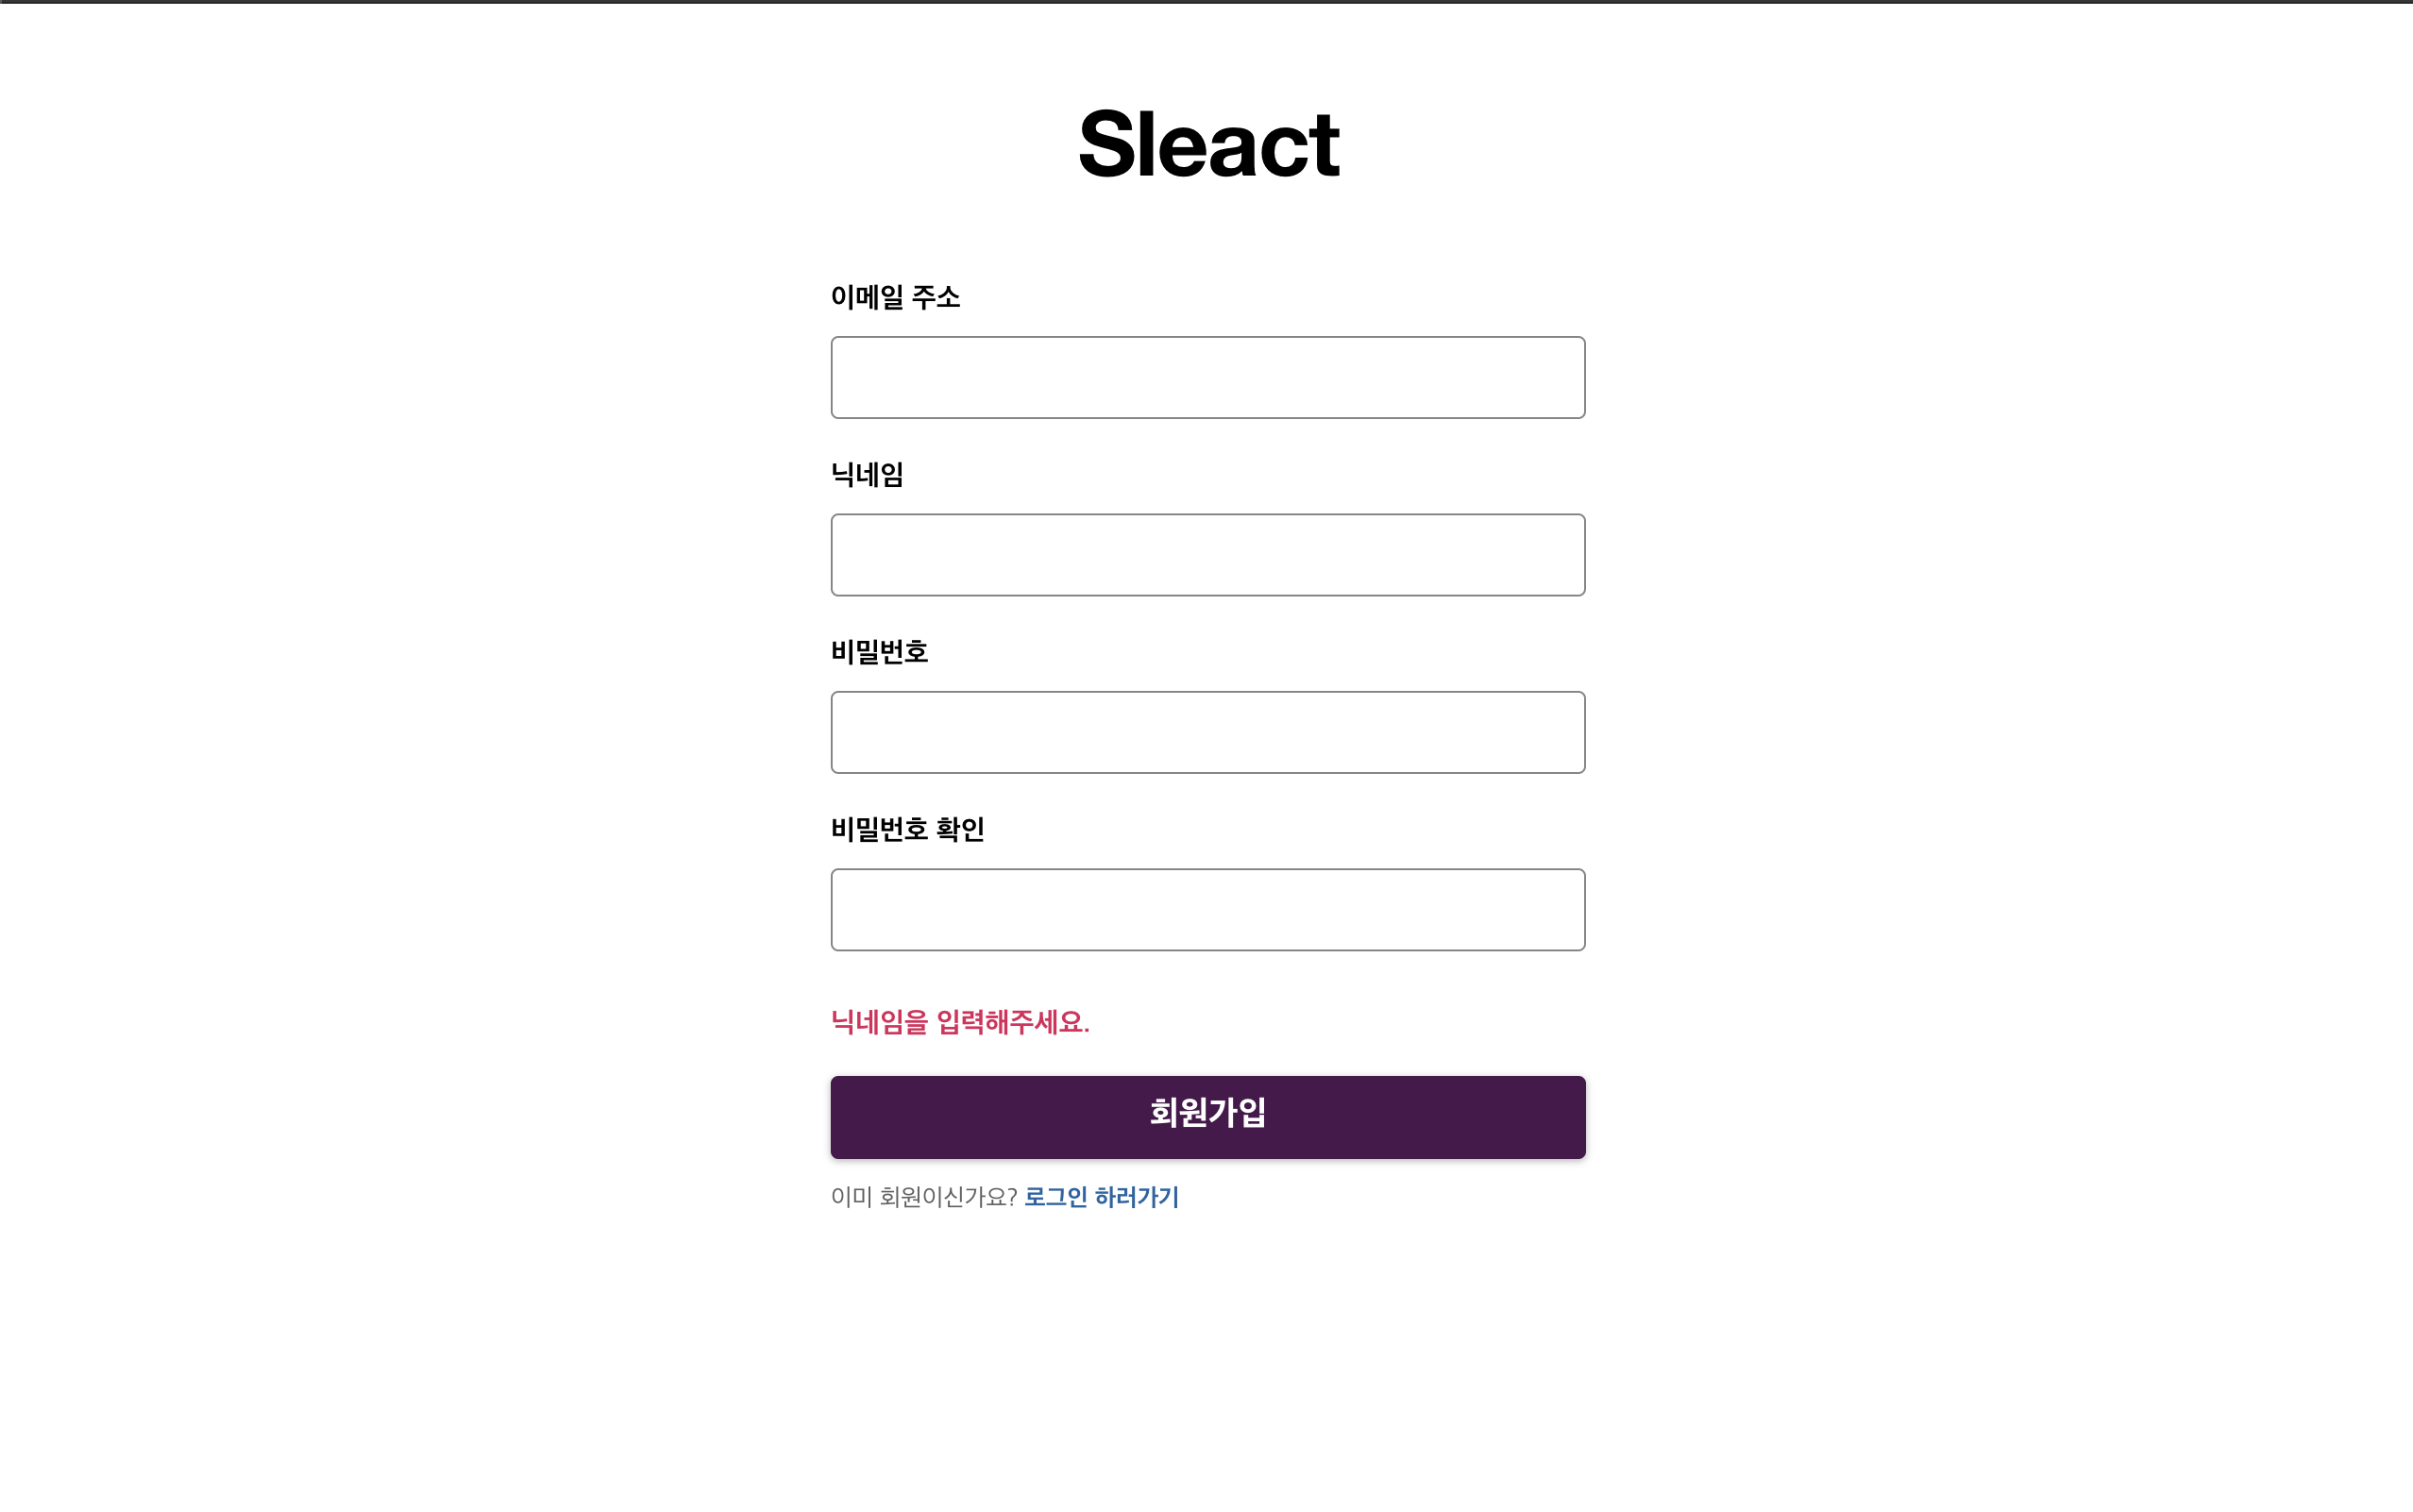 Sleact
이메일 주소
닉네임
비밀번호
비밀번호 확인
닉네임을 입력해주세요.
회원가입
이미 회원이신가요? 로그인 하러가기